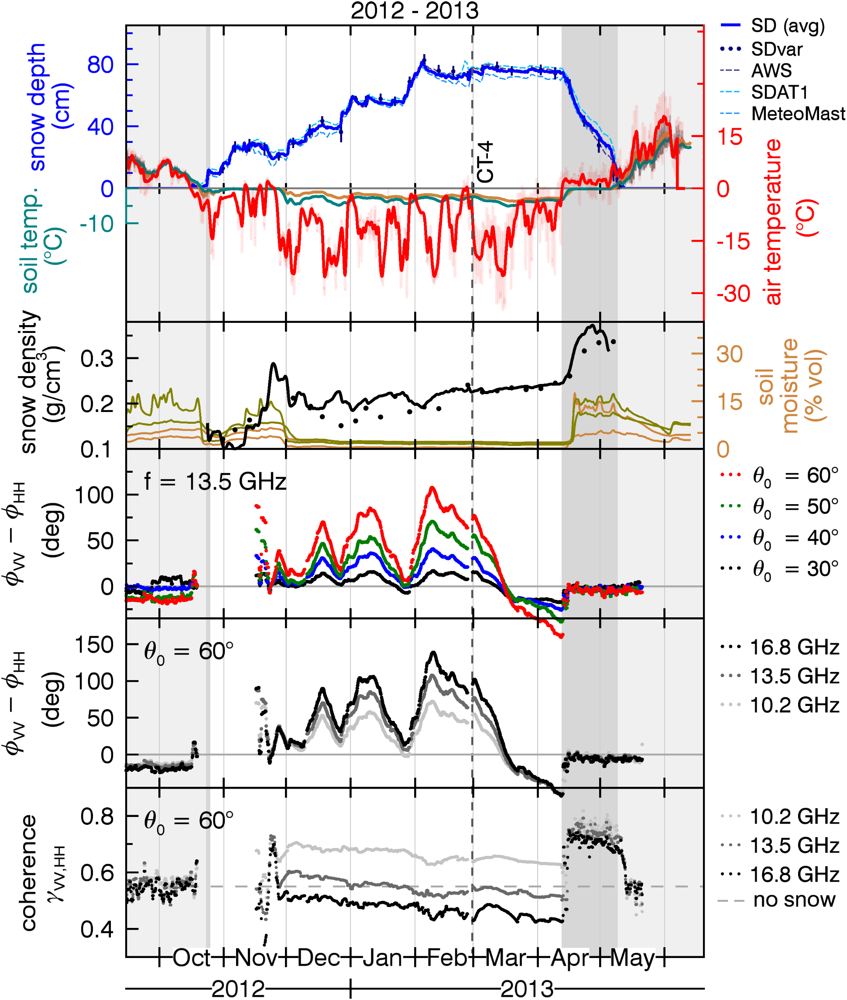 2012 - 2013
snow depth
(cm)
80
40
0
soil temp.
(°C)
-10
CT-4
15
0
-15
-30
air temperature
(°C)
SD (avg)
SDvar
AWS
SDAT1
MeteoMast
snow density
(g/cm³)
0.3
0.2
0.1
30
15
0
soil
moisture
(% vol)
ϕVV − ϕHH
(deg)
100
50
0
f = 13.5 GHz
θ0 = 60°
θ0 = 50°
θ0 = 40°
θ0 = 30°
ϕVV − ϕHH
(deg)
150
100
50
0
θ0 = 60°
16.8 GHz
13.5 GHz
10.2 GHz
coherence
γVV,HH
0.8
0.6
0.4
θ0 = 60°
10.2 GHz
13.5 GHz
16.8 GHz
no snow
Oct Nov Dec Jan Feb Mar Apr May
2012 2013